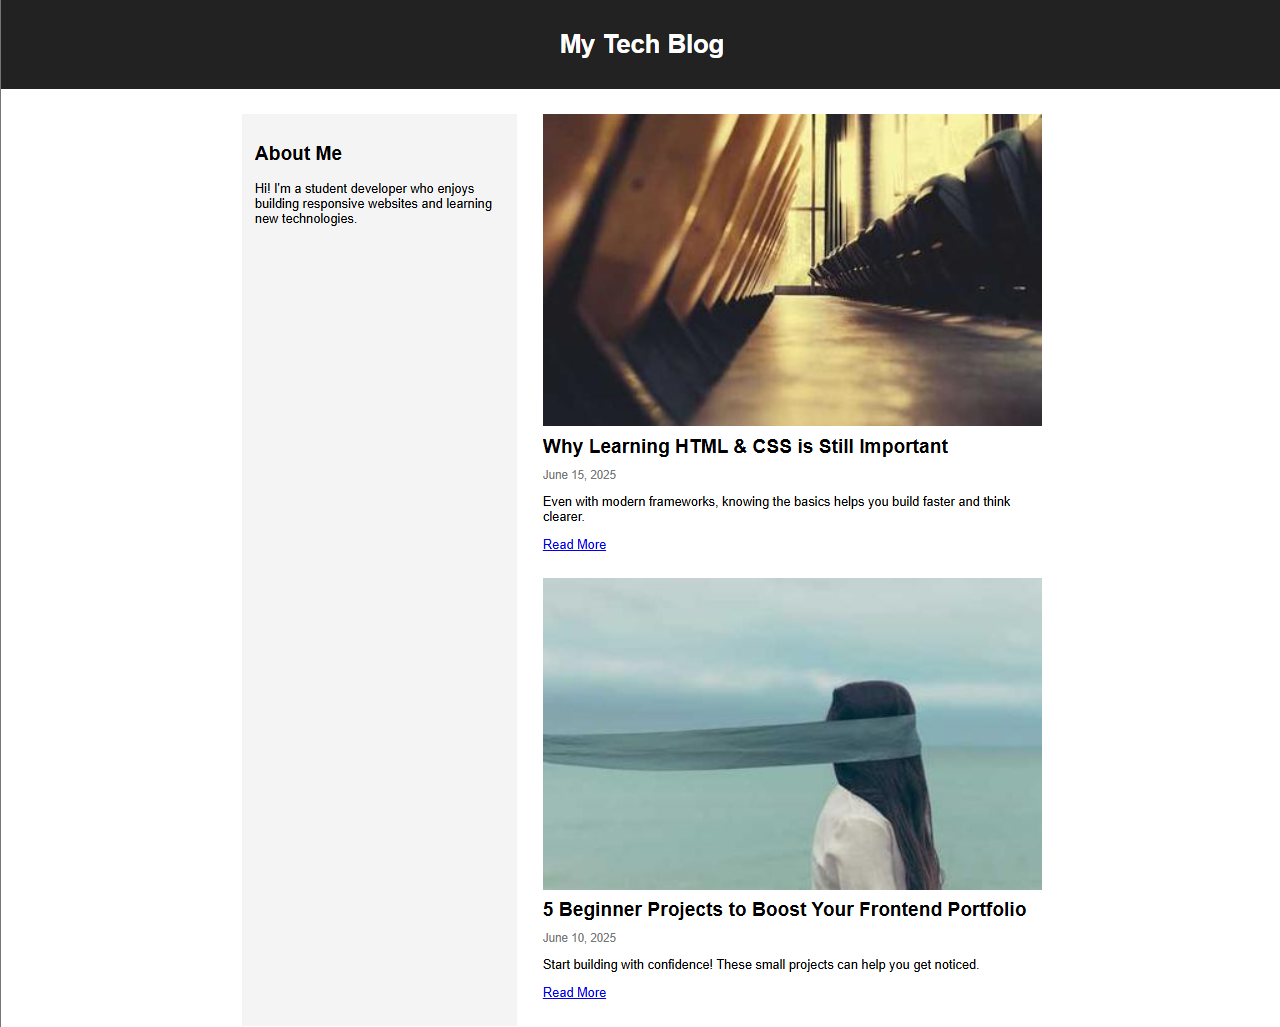 My Tech Blog
About Me
Hi! I'm a student developer who enjoys
building responsive websites and learning
new technologies.
Why Learning HTML & CSS is Still Important
June 15, 2025
Even with modern frameworks, knowing the basics helps you build faster and think
clearer.
Read More
5 Beginner Projects to Boost Your Frontend Portfolio
June 10, 2025
Start building with confidence! These small projects can help you get noticed.
Read More